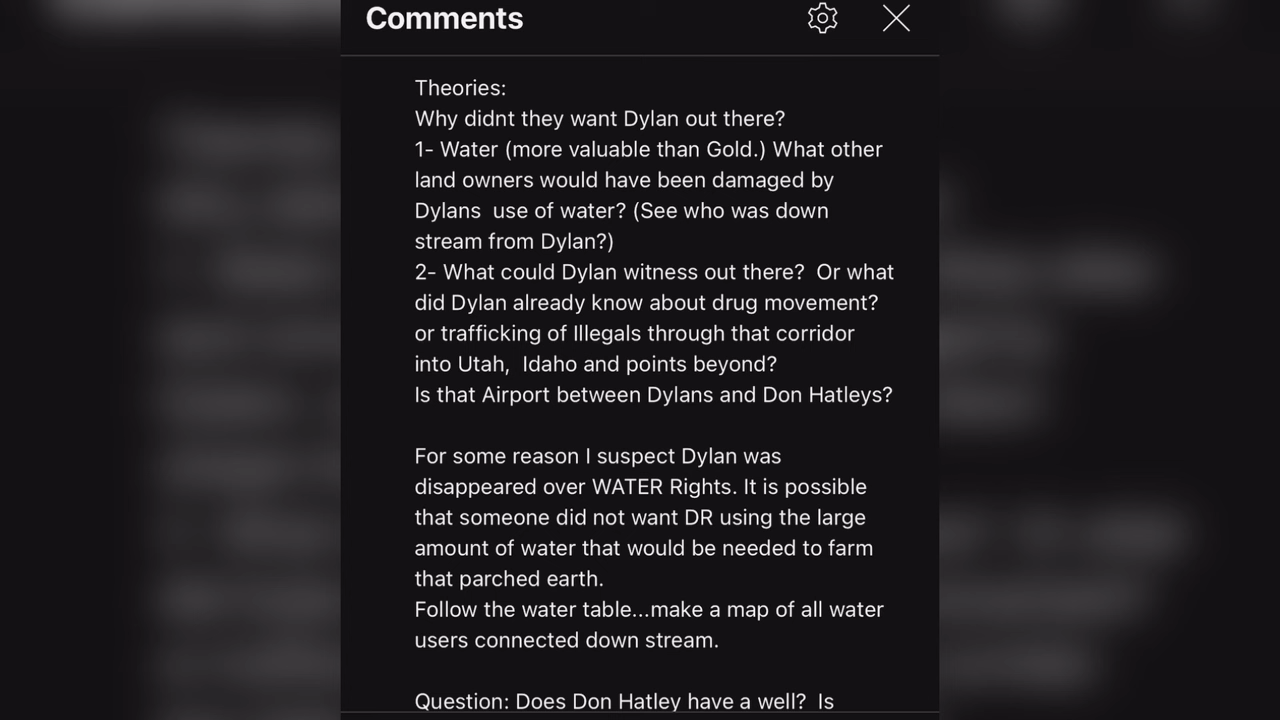 Comments
Theories:
Why didnt they want Dylan out there?
1- Water (more valuable than Gold.) What other
land owners would have been damaged by
Dylans  use of water? (See who was down
stream from Dylan?)
2- What could Dylan witness out there?  Or what
did Dylan already know about drug movement?
or trafficking of Illegals through that corridor
into Utah,  Idaho and points beyond?
Is that Airport between Dylans and Don Hatleys?
For some reason I suspect Dylan was
disappeared over WATER Rights. It is possible
that someone did not want DR using the large
amount of water that would be needed to farm
that parched earth.
Follow the water table...make a map of all water
users connected down stream.
Question: Does Don Hatley have a well?  Is